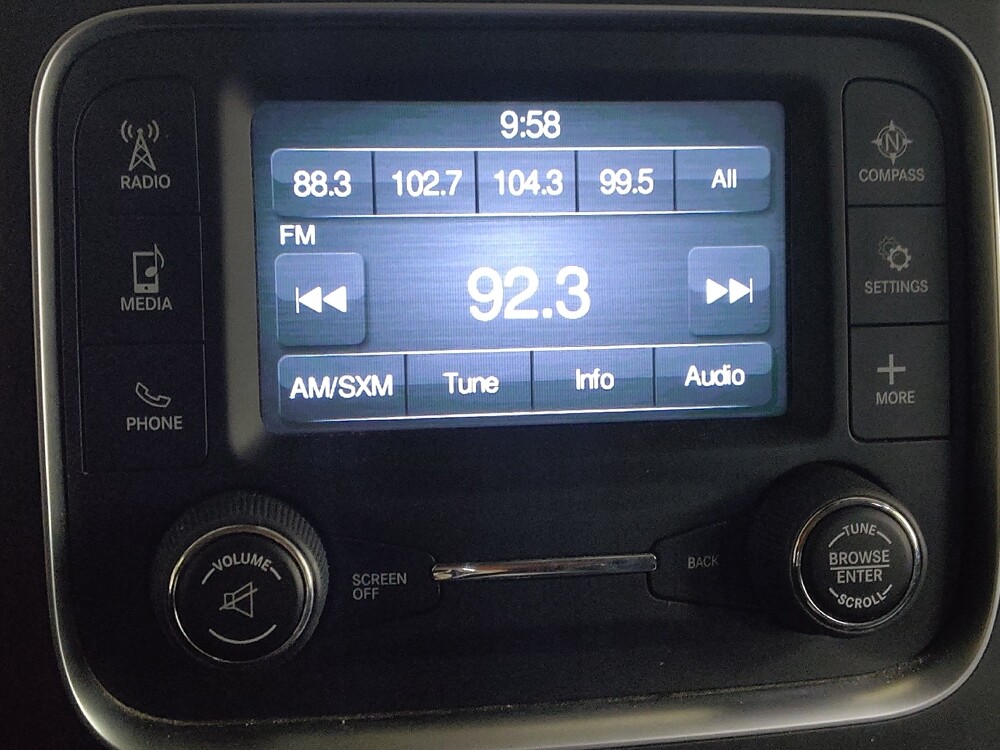 9:58
88.3 102.7 104.3 99.5 All
FM
92.3
AM/SXM Tune Info Audio
RADIO
MEDIA
PHONE
N
COMPASS
SETTINGS
MORE
VOLUME
SCREEN
OFF
BACK
TUNE
BROWSE
ENTER
SCROLL